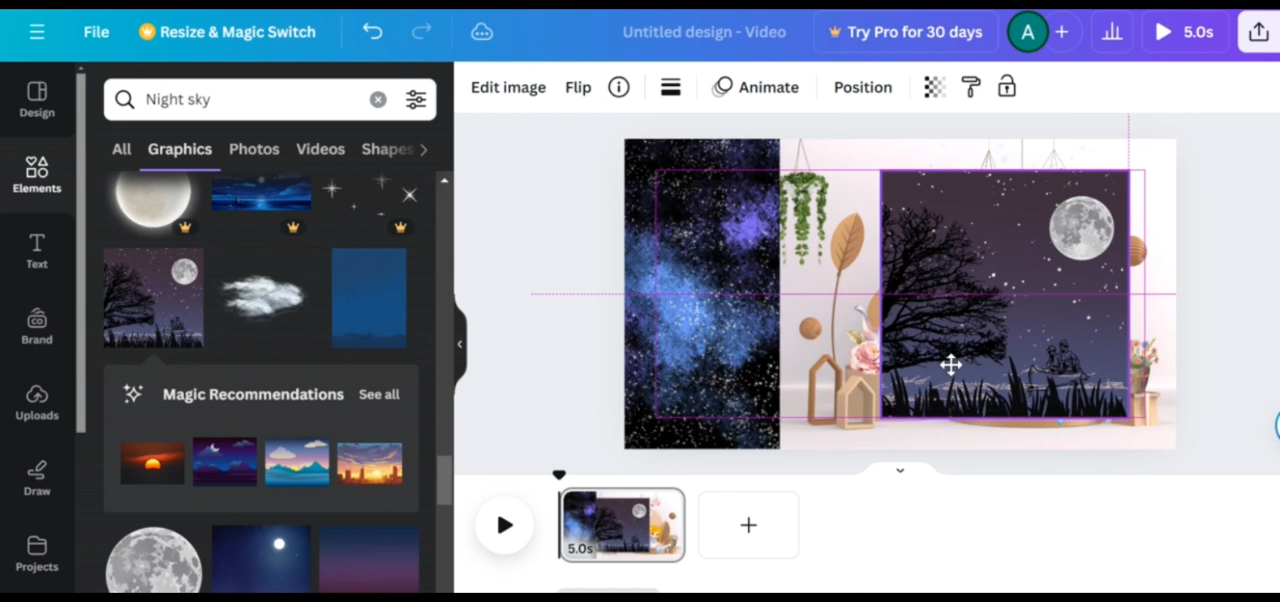 File
Resize & Magic Switch
Untitled design - Video
Try Pro for 30 days
A
5.0s
Design
Elements
Text
Brand
Uploads
Draw
Projects
Night sky
All
Graphics
Photos
Videos
Shapes
Magic Recommendations
See all
Edit image
Flip
Animate
Position
5.0s